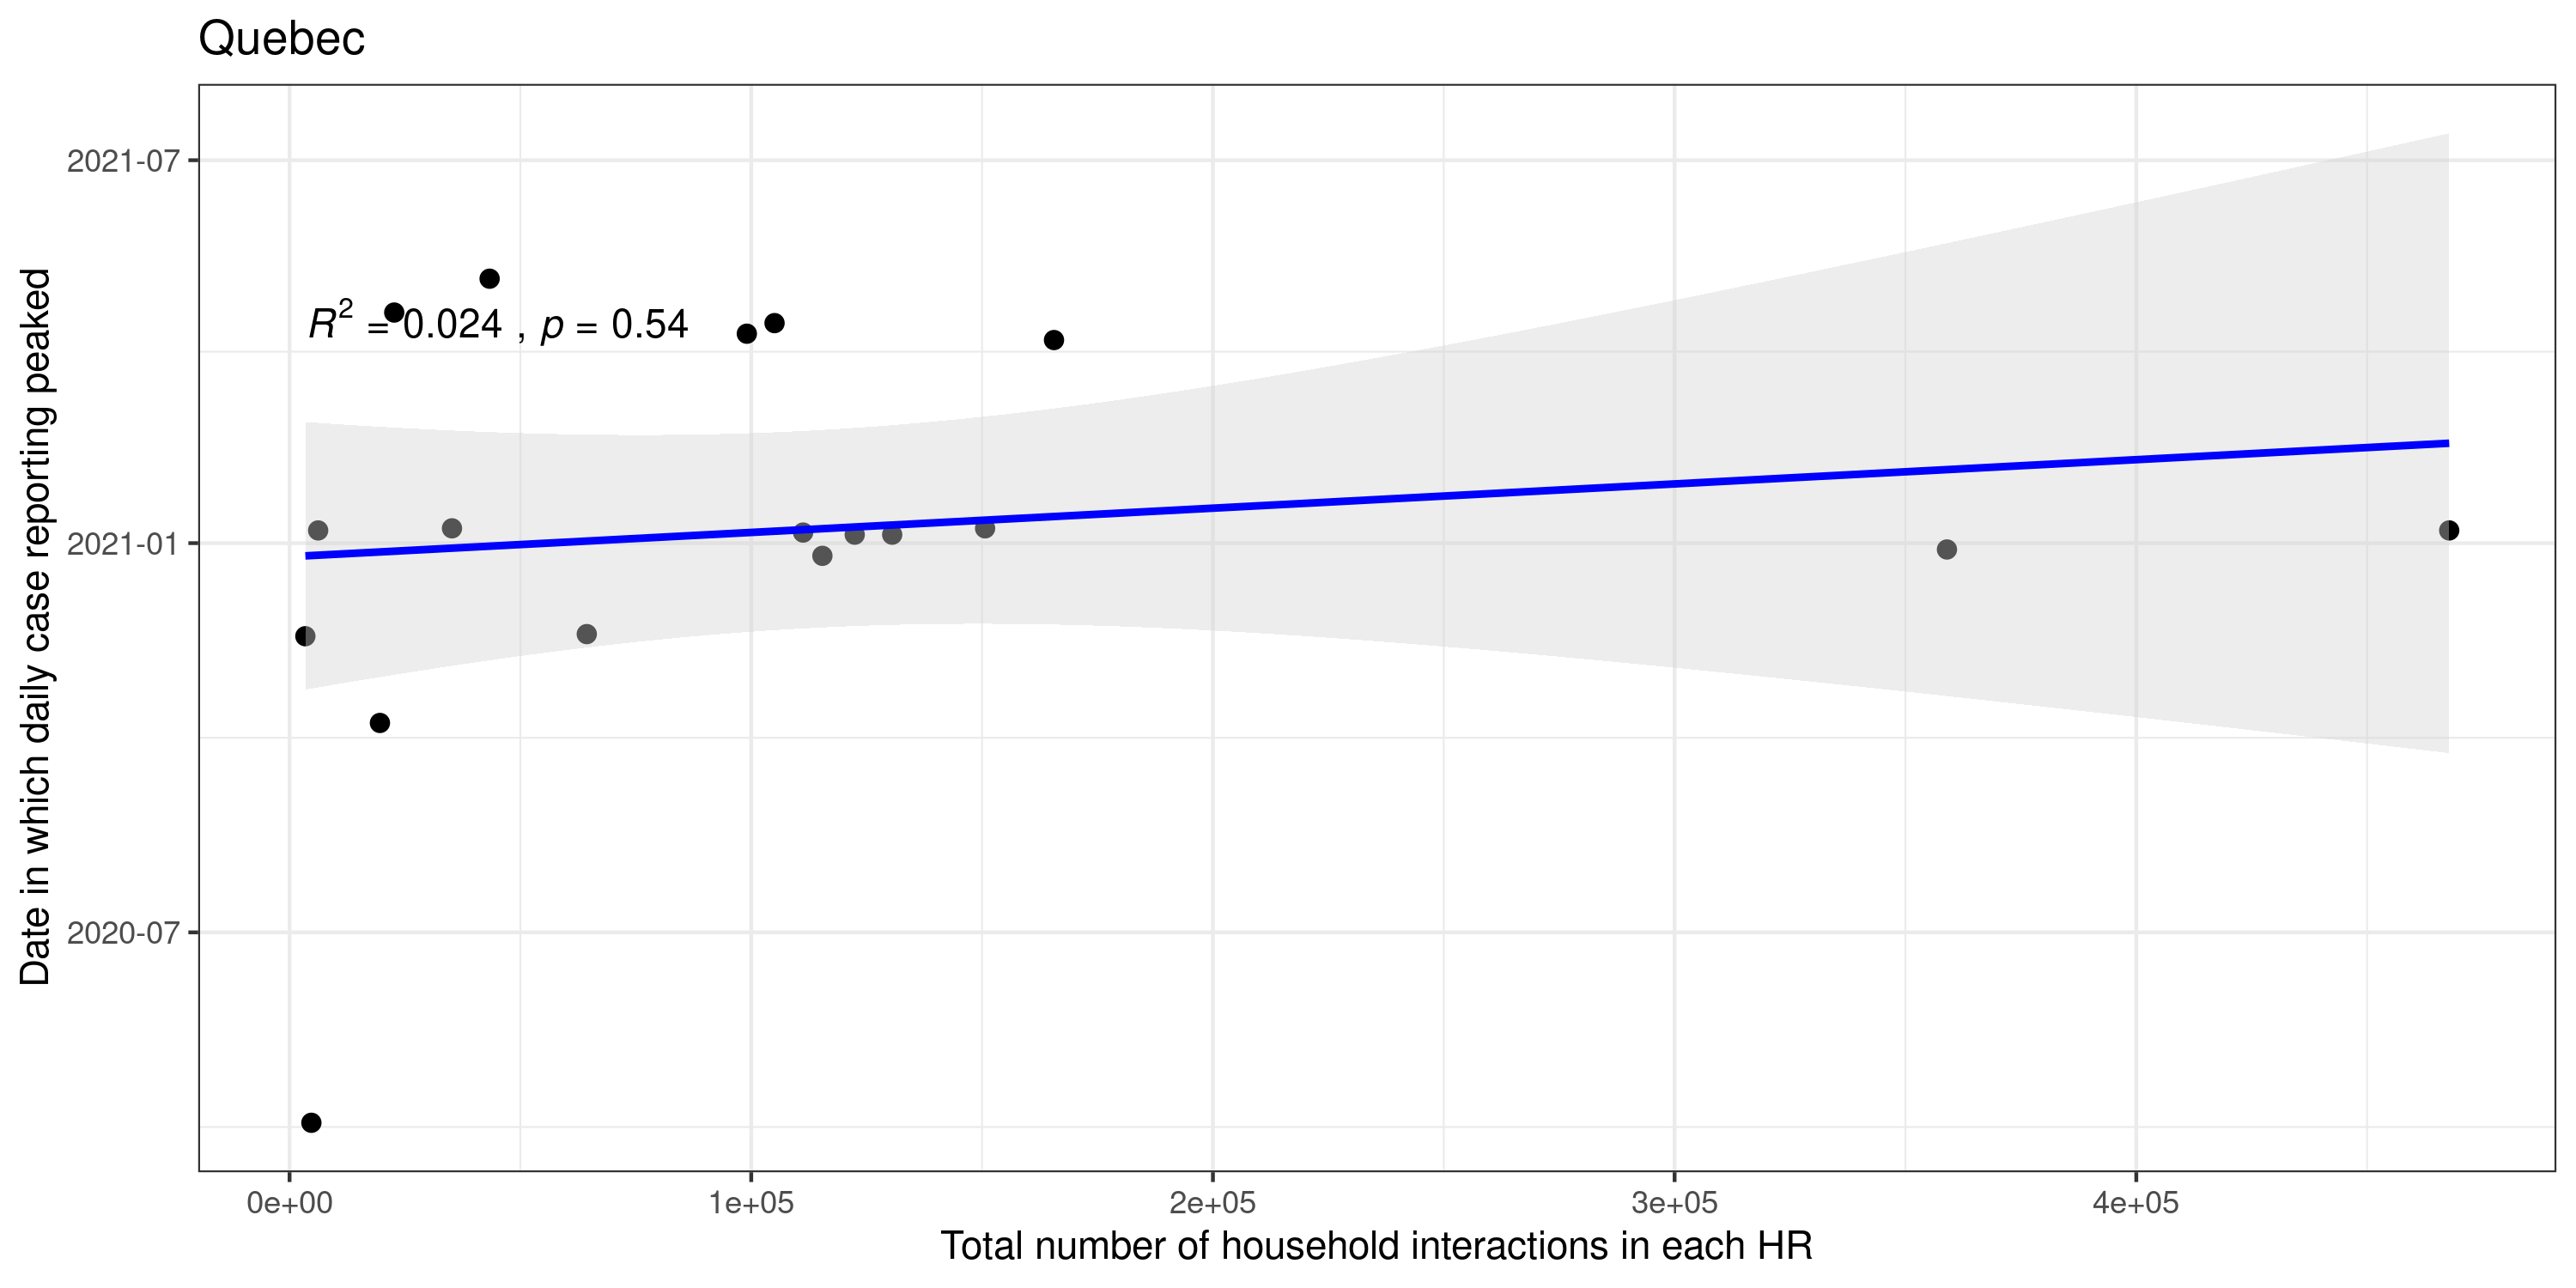 Quebec
Date in which daily case reporting peaked
2021-07
2021-01
2020-07
R² = 0.024 , p = 0.54
0e+00 1e+05 2e+05 3e+05 4e+05
Total number of household interactions in each HR